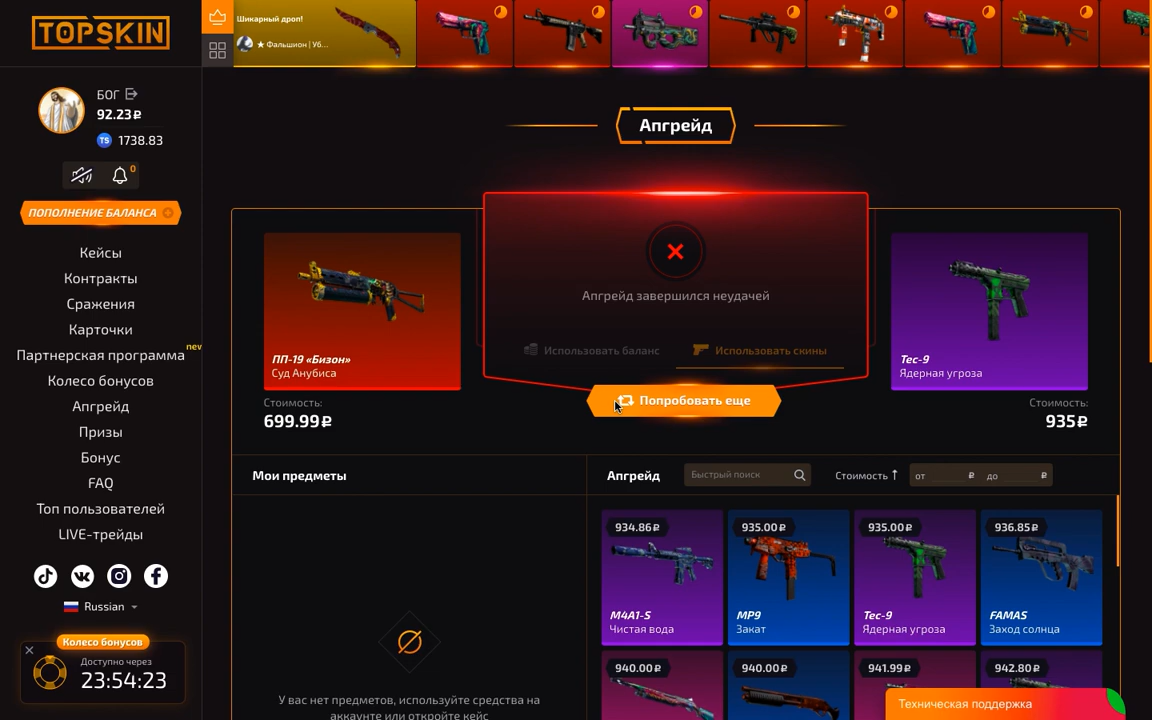 TOPSKIN
Шикарный дроп!
★ Фальшион | Уб...
БОГ
92.23₽
TS 1738.83
0
ПОПОЛНЕНИЕ БАЛАНСА
Кейсы
Контракты
Сражения
Карточки
Партнерская программа new
Колесо бонусов
Апгрейд
Призы
Бонус
FAQ
Топ пользователей
LIVE-трейды
Russian
Колесо бонусов
Доступно через
23:54:23
Апгрейд
ПП-19 «Бизон»
Суд Анубиса
Стоимость:
699.99₽
Апгрейд завершился неудачей
Использовать баланс
Использовать скины
Попробовать еще
Тес-9
Ядерная угроза
Стоимость:
935₽
Мои предметы
У вас нет предметов, используйте средства на
аккаунте или откройте кейс
Апгрейд
Быстрый поиск
Стоимость
от ₽ до ₽
934.86₽
M4A1-S
Чистая вода
935.00₽
MP9
Закат
935.00₽
Тес-9
Ядерная угроза
936.85₽
FAMAS
Заход солнца
940.00₽
940.00₽
941.99₽
942.80₽
Техническая поддержка